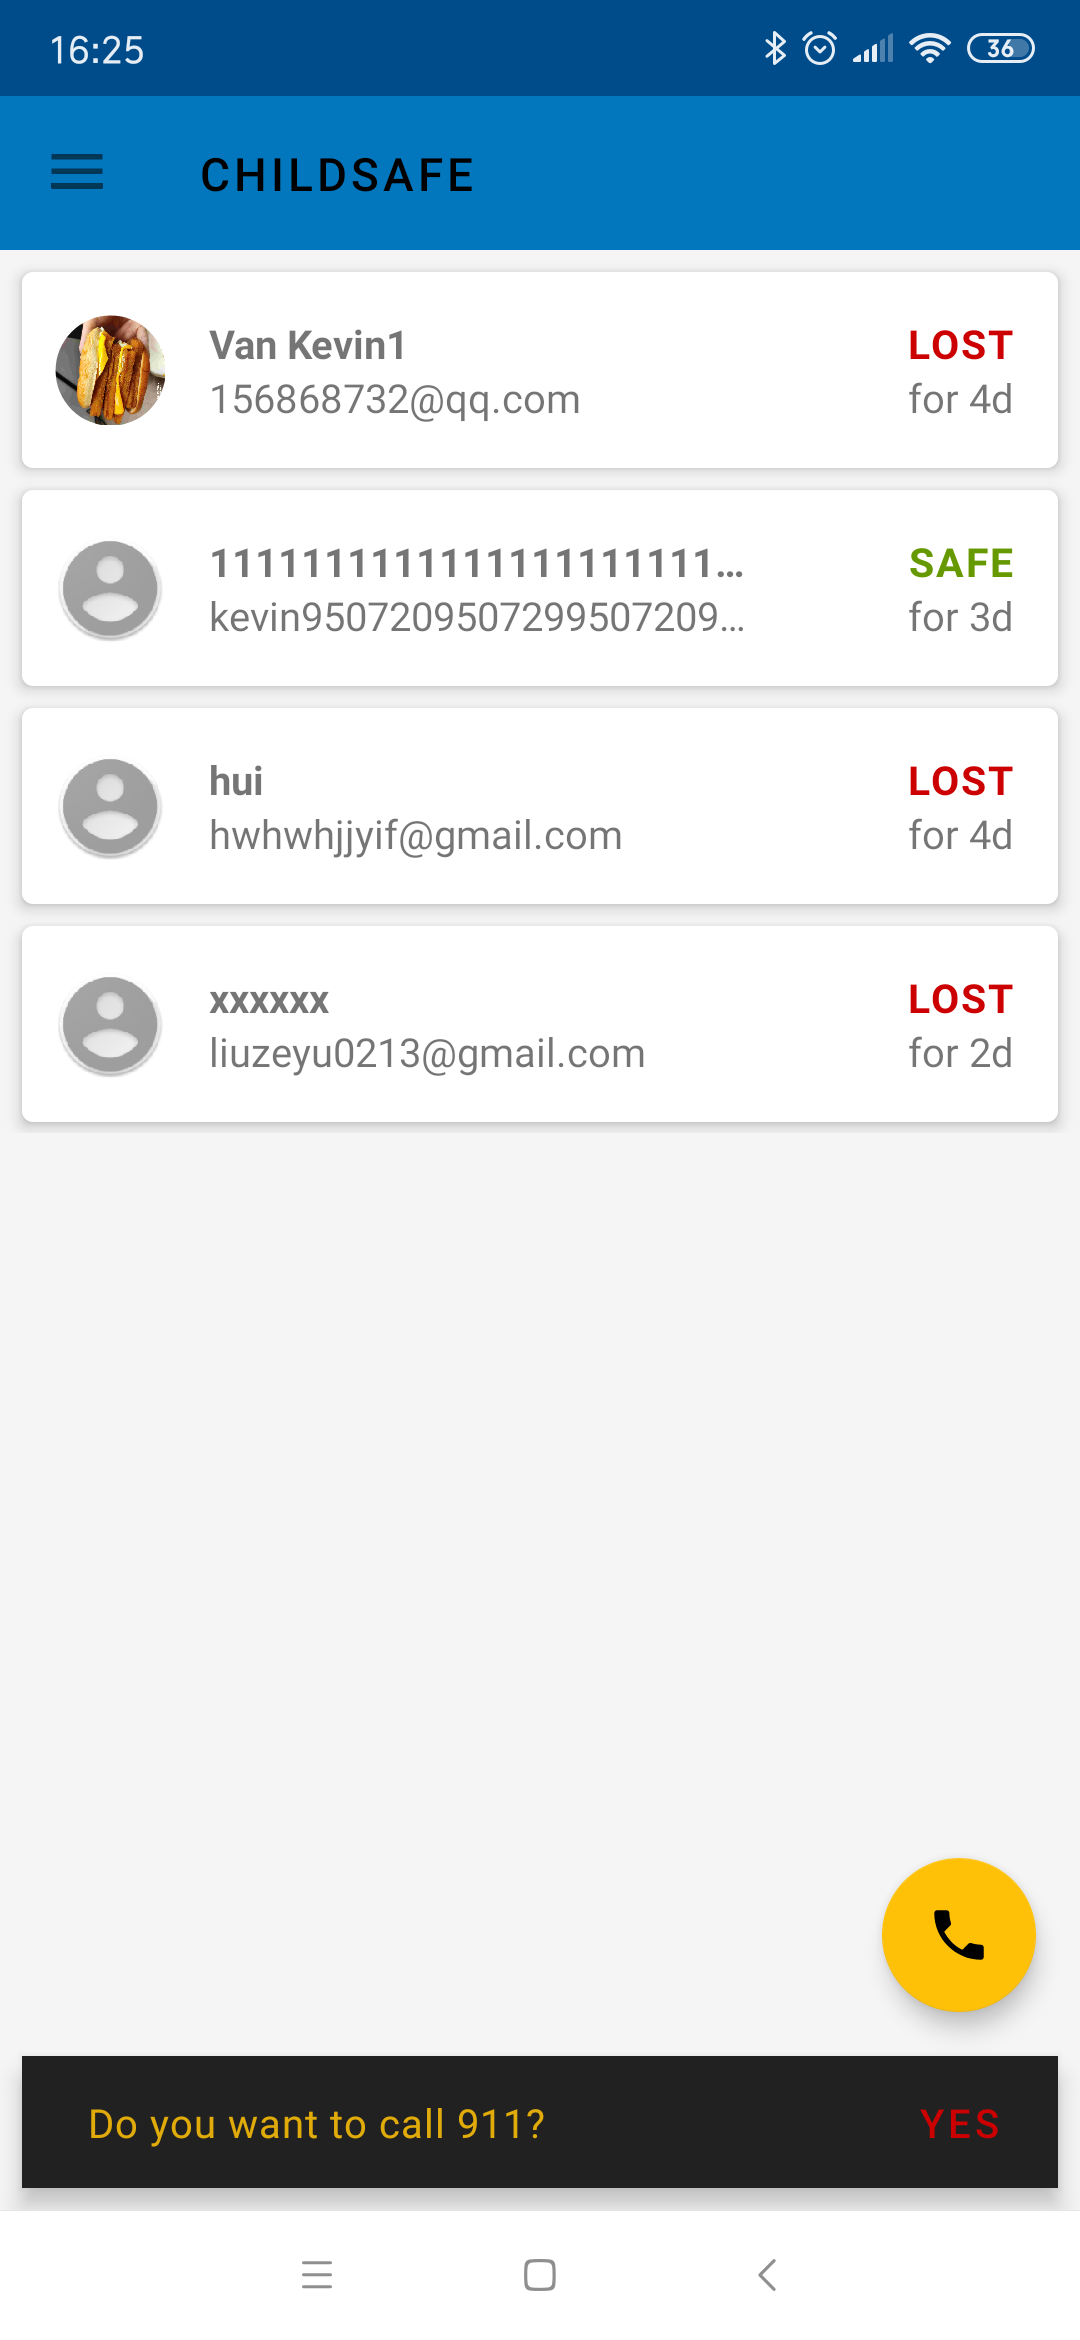 16:25
36
CHILDSAFE
Van Kevin1
LOST
156868732@qq.com
for 4d
11111111111111111111111…
SAFE
kevin9507209507299507209…
for 3d
hui
LOST
hwhwhjjyif@gmail.com
for 4d
xxxxxx
LOST
liuzeyu0213@gmail.com
for 2d
Do you want to call 911?
YES